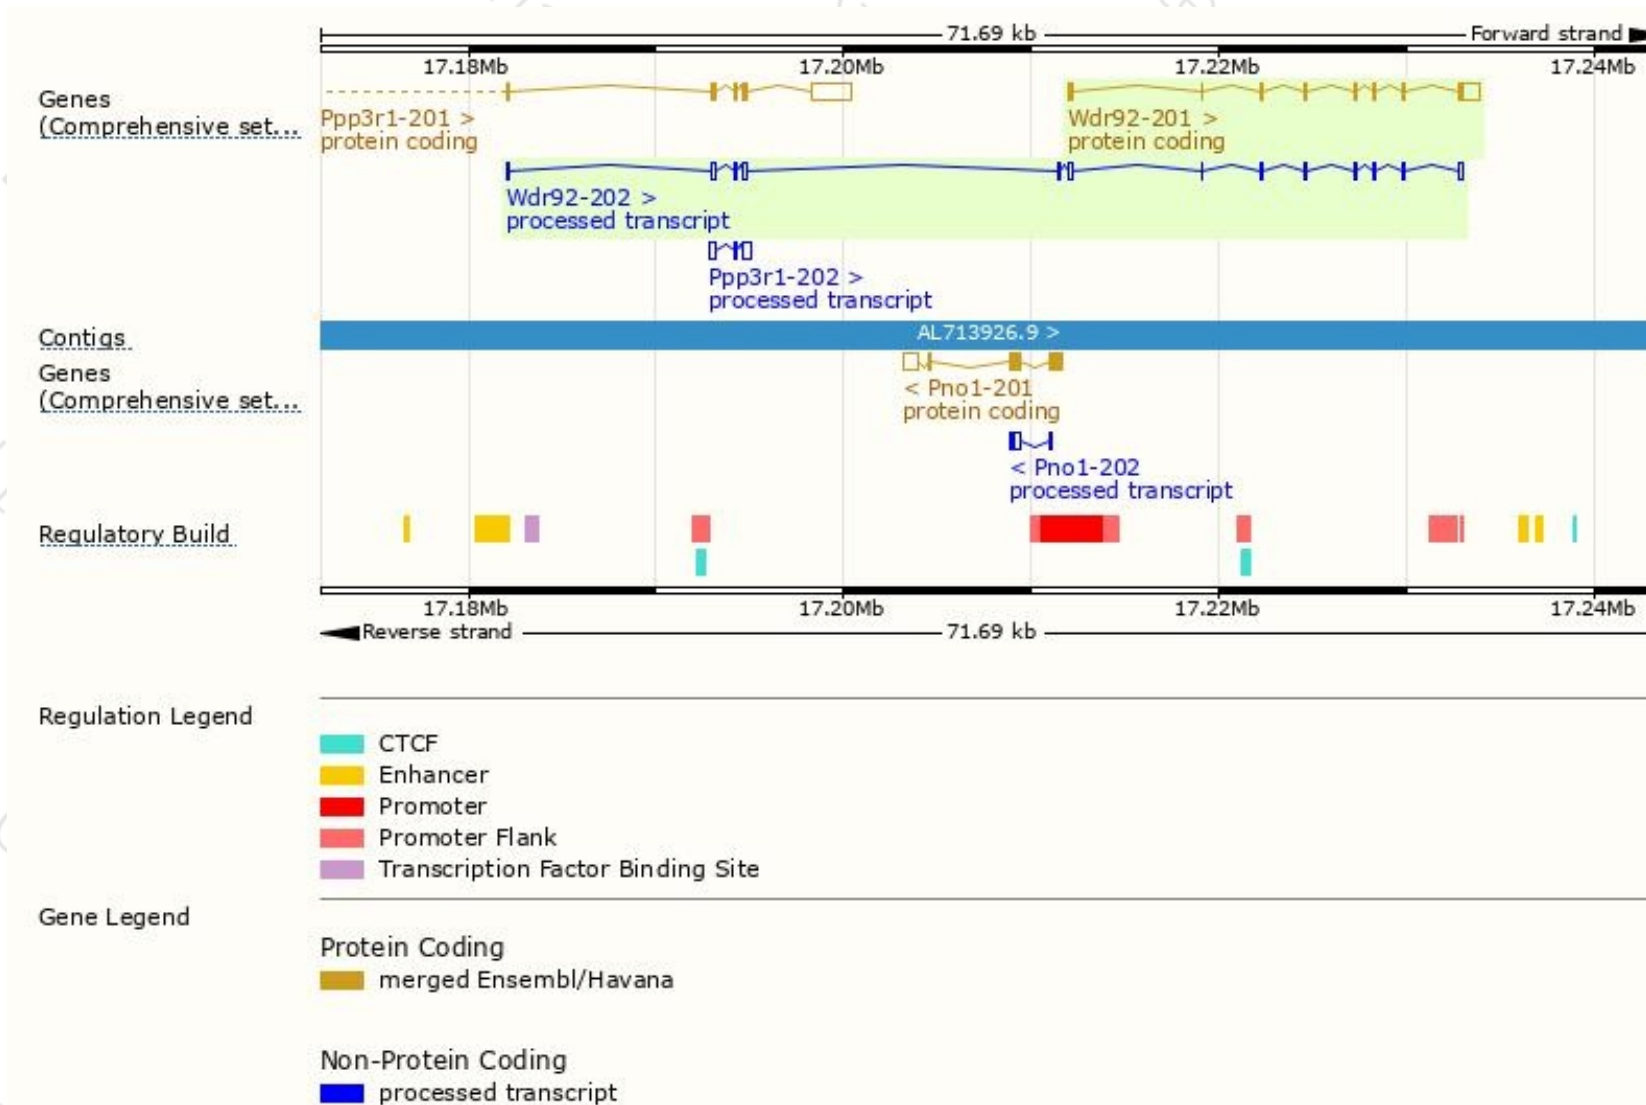 71.69 kb Forward strand
17.18Mb 17.20Mb 17.22Mb 17.24Mb
Genes
(Comprehensive set...
Ppp3r1-201 >
protein coding
Wdr92-201 >
protein coding
Wdr92-202 >
processed transcript
Ppp3r1-202 >
processed transcript
Contigs
AL713926.9 >
Genes
(Comprehensive set...
< Pno1-201
protein coding
< Pno1-202
processed transcript
Regulatory Build
17.18Mb 17.20Mb 17.22Mb 17.24Mb
Reverse strand 71.69 kb
Regulation Legend
CTCF
Enhancer
Promoter
Promoter Flank
Transcription Factor Binding Site
Gene Legend
Protein Coding
merged Ensembl/Havana
Non-Protein Coding
processed transcript